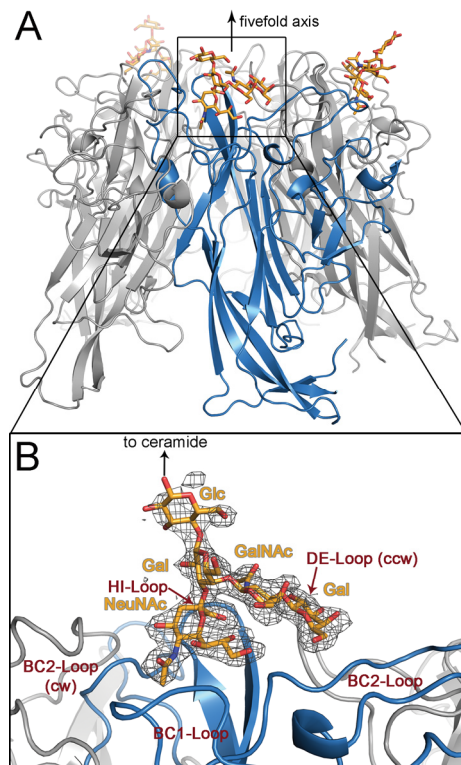 A
fivefold axis
B
to ceramide
Glc
Gal
GalNAc
DE-Loop (ccw)
HI-Loop
Gal
NeuNAc
BC2-Loop
(cw)
BC2-Loop
BC1-Loop